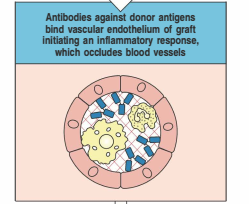 Antibodies against donor antigens
bind vascular endothelium of graft
initiating an inflammatory response,
which occludes blood vessels